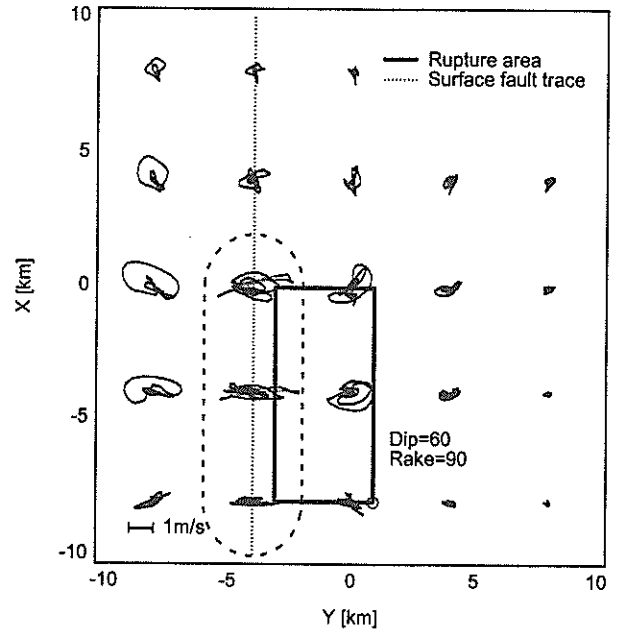 10
Rupture area
Surface fault trace
5
X [km]
0
-5
Dip=60
Rake=90
1m/s
-10
-10
-5
0
5
10
Y [km]